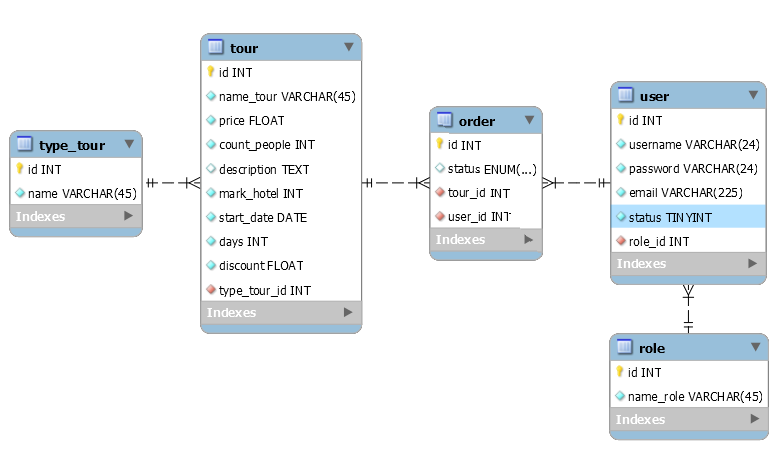 type_tour
id INT
name VARCHAR(45)
Indexes
tour
id INT
name_tour VARCHAR(45)
price FLOAT
count_people INT
description TEXT
mark_hotel INT
start_date DATE
days INT
discount FLOAT
type_tour_id INT
Indexes
order
id INT
status ENUM(...)
tour_id INT
user_id INT
Indexes
user
id INT
username VARCHAR(24)
password VARCHAR(24)
email VARCHAR(225)
status TINYINT
role_id INT
Indexes
role
id INT
name_role VARCHAR(45)
Indexes